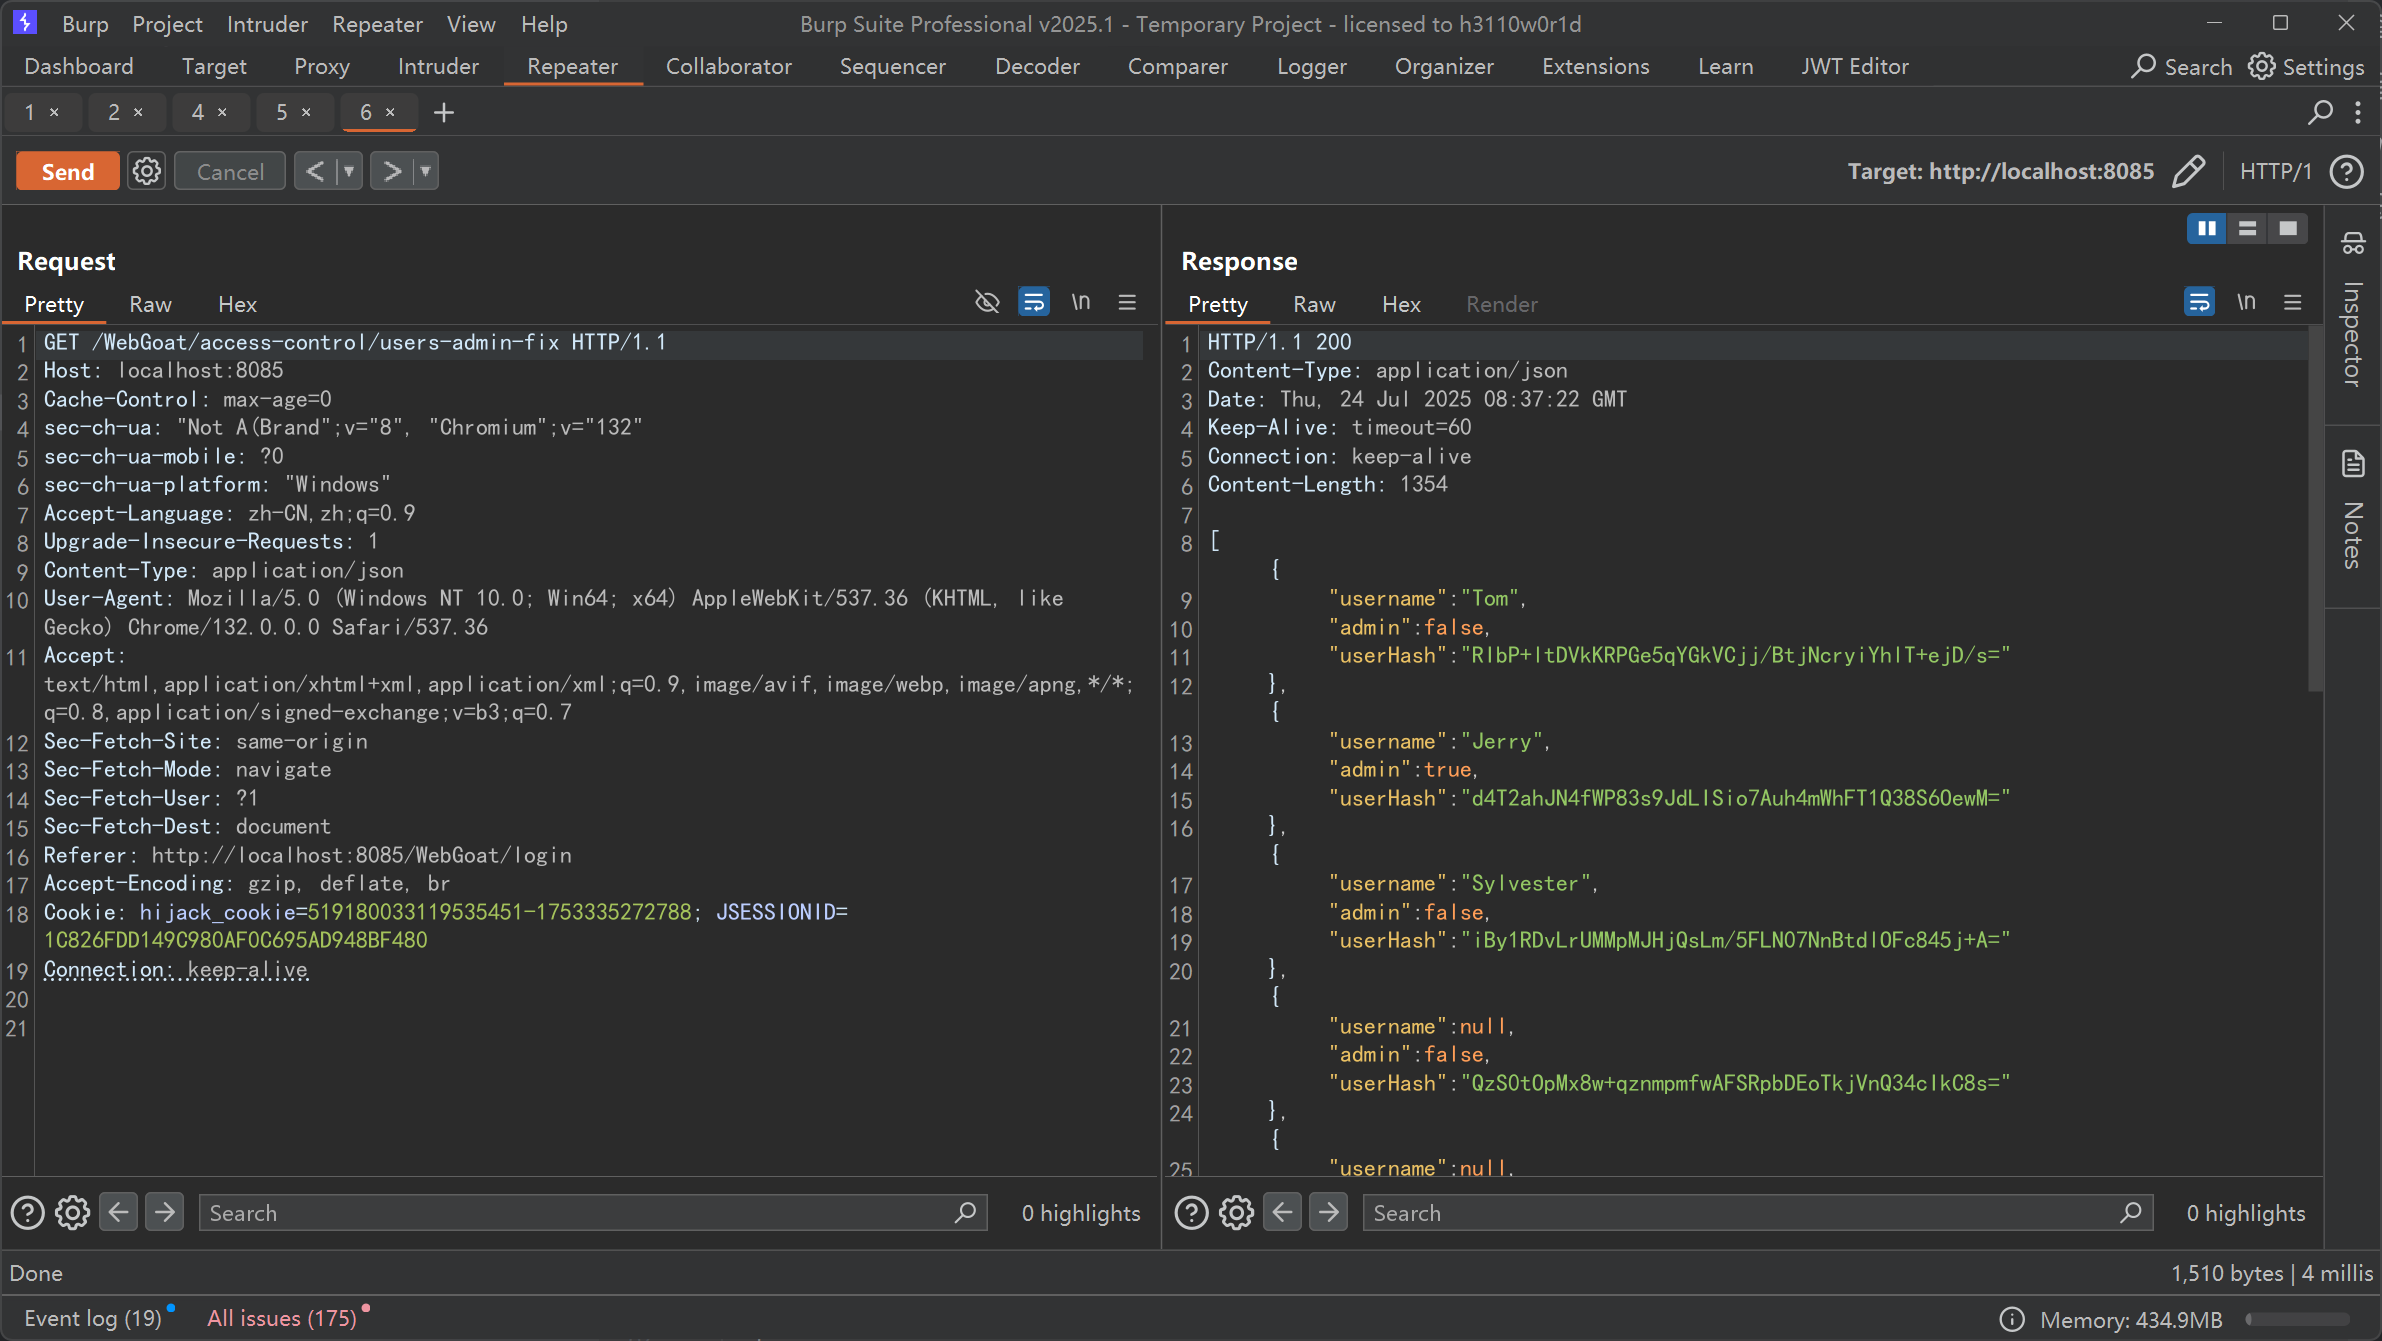 Burp Project Intruder Repeater View Help Burp Suite Professional v2025.1 - Temporary Project - licensed to h3110w0r1d
Dashboard Target Proxy Intruder Repeater Collaborator Sequencer Decoder Comparer Logger Organizer Extensions Learn JWT Editor Search Settings
1 × 2 × 4 × 5 × 6 × +
Send Cancel < > Target: http://localhost:8085 HTTP/1
Request
Pretty Raw Hex \n
1 GET /WebGoat/access-control/users-admin-fix HTTP/1.1
2 Host: localhost:8085
3 Cache-Control: max-age=0
4 sec-ch-ua: "Not A(Brand";v="8", "Chromium";v="132"
5 sec-ch-ua-mobile: ?0
6 sec-ch-ua-platform: "Windows"
7 Accept-Language: zh-CN,zh;q=0.9
8 Upgrade-Insecure-Requests: 1
9 Content-Type: application/json
10 User-Agent: Mozilla/5.0 (Windows NT 10.0; Win64; x64) AppleWebKit/537.36 (KHTML, like
Gecko) Chrome/132.0.0.0 Safari/537.36
11 Accept:
text/html,application/xhtml+xml,application/xml;q=0.9,image/avif,image/webp,image/apng,*/*;
q=0.8,application/signed-exchange;v=b3;q=0.7
12 Sec-Fetch-Site: same-origin
13 Sec-Fetch-Mode: navigate
14 Sec-Fetch-User: ?1
15 Sec-Fetch-Dest: document
16 Referer: http://localhost:8085/WebGoat/login
17 Accept-Encoding: gzip, deflate, br
18 Cookie: hijack_cookie=519180033119535451-1753335272788; JSESSIONID=
1C826FDD149C980AF0C695AD948BF480
19 Connection: keep-alive
20
21
Search 0 highlights
Response
Pretty Raw Hex Render \n
1 HTTP/1.1 200
2 Content-Type: application/json
3 Date: Thu, 24 Jul 2025 08:37:22 GMT
4 Keep-Alive: timeout=60
5 Connection: keep-alive
6 Content-Length: 1354
7
8 [
{
9 "username":"Tom",
10 "admin":false,
11 "userHash":"RlbP+ltDVkKRPGe5qYGkVCjj/BtjNcryiYhlT+ejD/s="
12 },
{
13 "username":"Jerry",
14 "admin":true,
15 "userHash":"d4T2ahJN4fWP83s9JdLlSio7Auh4mWhFT1Q38S6OewM="
16 },
{
17 "username":"Sylvester",
18 "admin":false,
19 "userHash":"iBy1RDvLrUMMpMJHjQsLm/5FLNO7NnBtdlOFc845j+A="
20 },
{
21 "username":null,
22 "admin":false,
23 "userHash":"QzSOtOpMx8w+qznmpmfwAFSRpbDEoTkjVnQ34clkC8s="
24 },
{
25 "username":null,
Search 0 highlights
Inspector
Notes
Done 1,510 bytes | 4 millis
Event log (19) All issues (175) Memory: 434.9MB